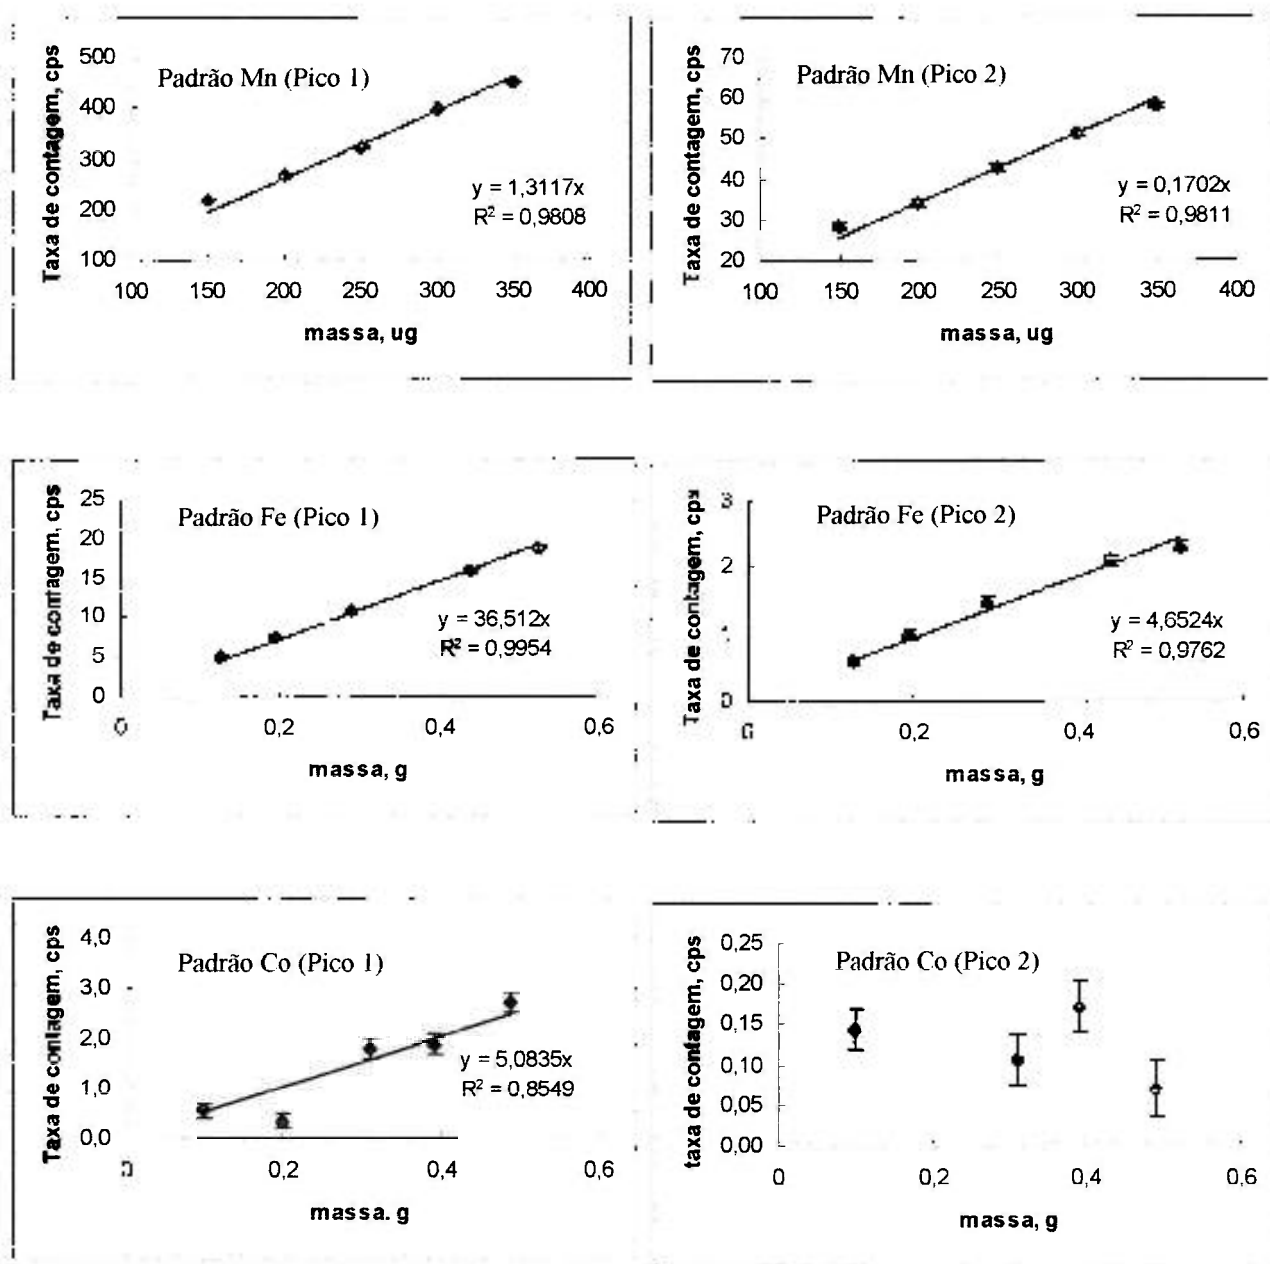 Taxa de contagem, cps
500
400
300
200
100
Padrão Mn (Pico 1)
y = 1,3117x
R² = 0,9808
100 150 200 250 300 350 400
massa, ug
Taxa de contagem, cps
70
60
50
40
30
20
Padrão Mn (Pico 2)
y = 0,1702x
R² = 0,9811
100 150 200 250 300 350 400
massa, ug
Taxa de contagem, cps
25
20
15
10
5
0
Padrão Fe (Pico 1)
y = 36,512x
R² = 0,9954
0 0,2 0,4 0,6
massa, g
Taxa de contagem, cps
3
2
0
Padrão Fe (Pico 2)
y = 4,6524x
R² = 0,9762
0 0,2 0,4 0,6
massa, g
Taxa de contagem, cps
4,0
3,0
2,0
1,0
0,0
Padrão Co (Pico 1)
y = 5,0835x
R² = 0,8549
0 0,2 0,4 0,6
massa. g
taxa de contagem, cps
0,25
0,20
0,15
0,10
0,05
0,00
Padrão Co (Pico 2)
0 0,2 0,4 0,6
massa, g